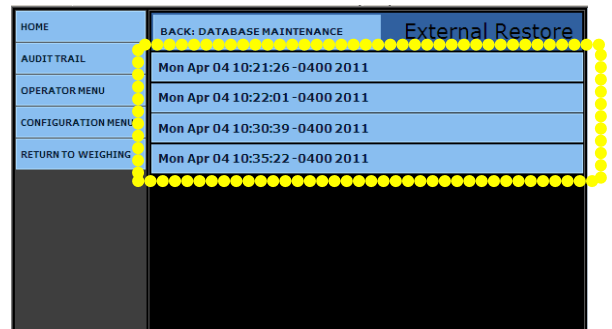 HOME
AUDIT TRAIL
OPERATOR MENU
CONFIGURATION MENU
RETURN TO WEIGHING
BACK: DATABASE MAINTENANCE
External Restore
Mon Apr 04 10:21:26 -0400 2011
Mon Apr 04 10:22:01 -0400 2011
Mon Apr 04 10:30:39 -0400 2011
Mon Apr 04 10:35:22 -0400 2011